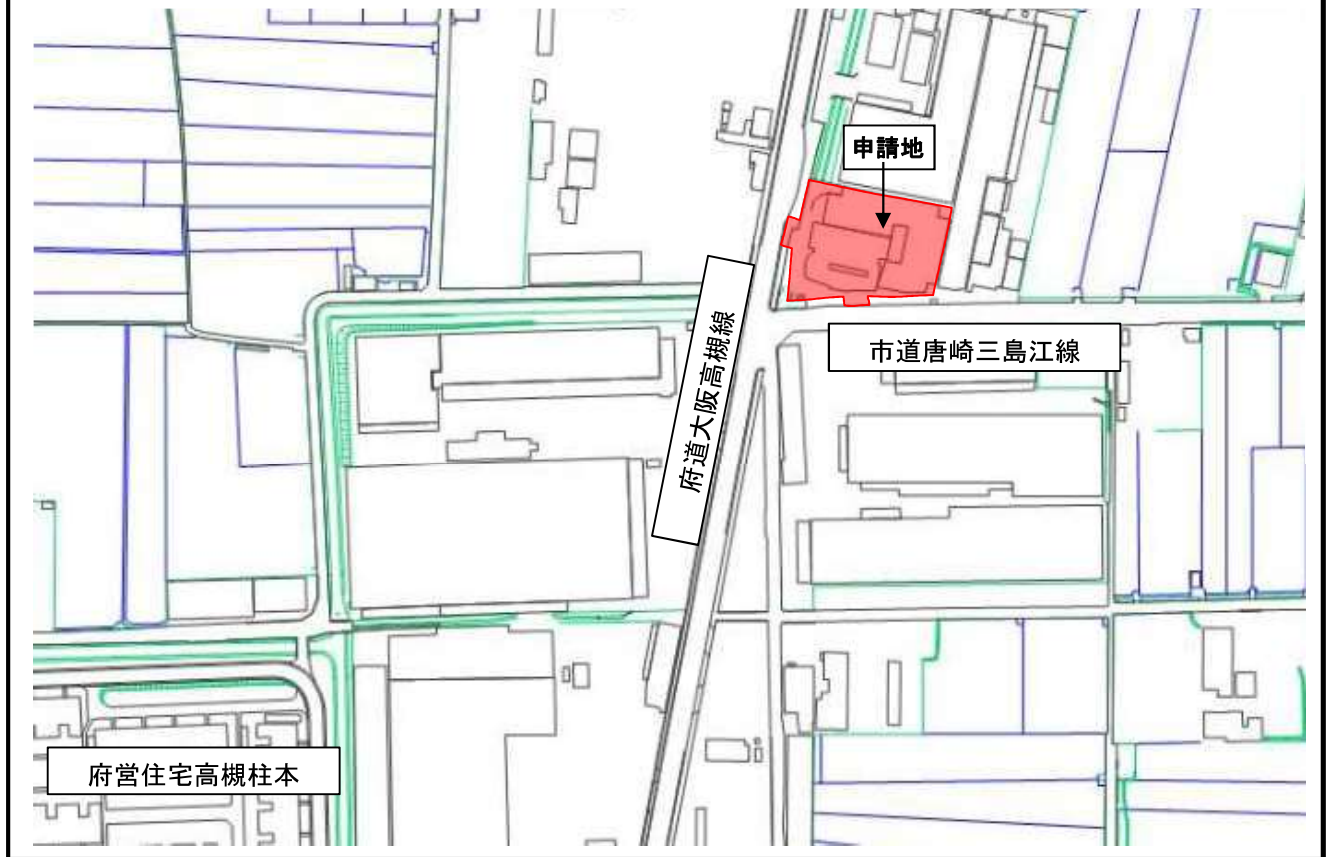 申請地
府道大阪高槻線
市道唐崎三島江線
府営住宅高槻柱本